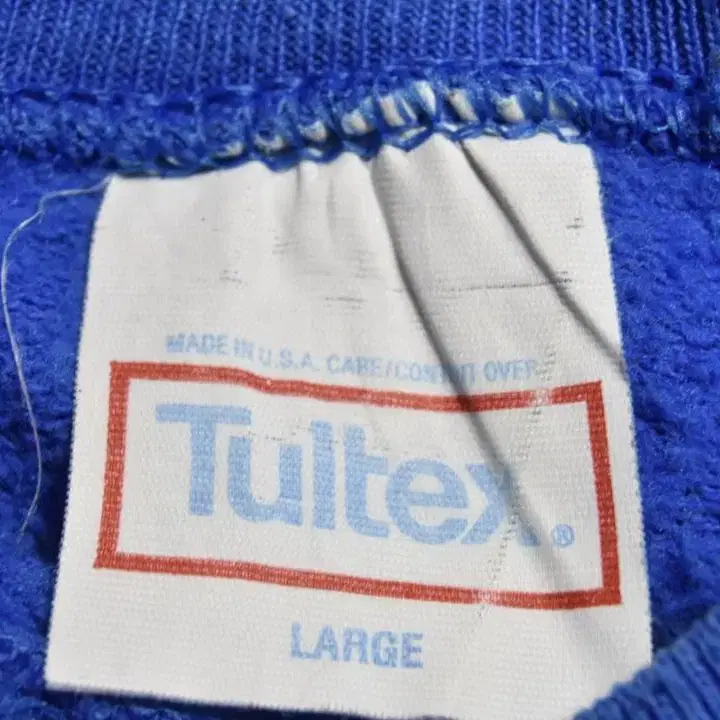 MADE IN U.S.A. CARE/CONTENT OVER
Tultex®
LARGE